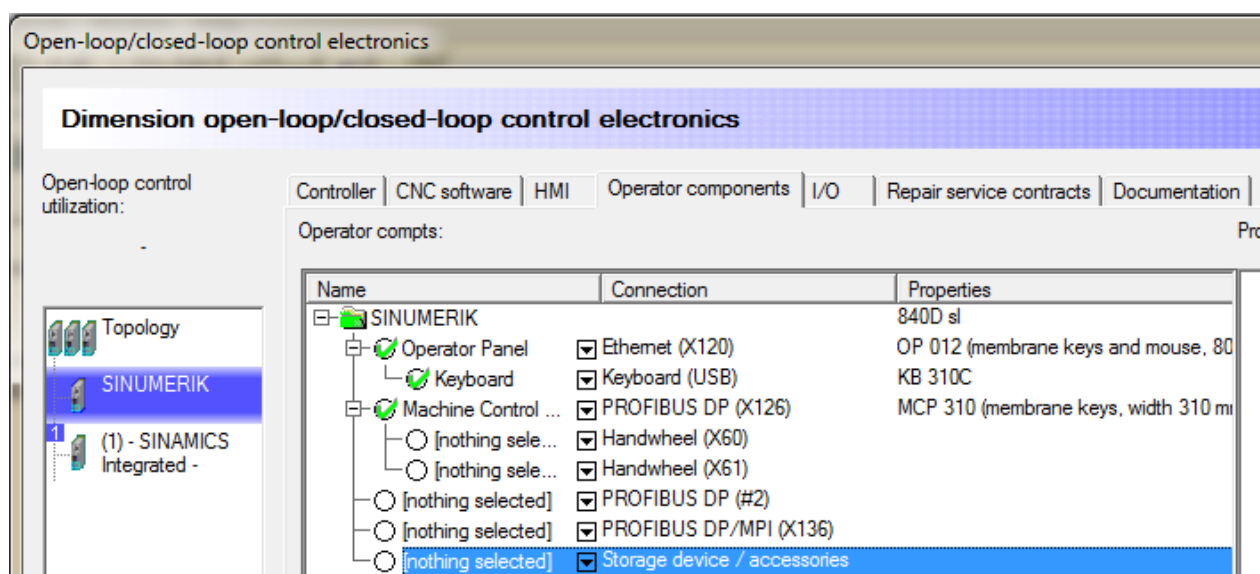 Open-loop/closed-loop control electronics
Dimension open-loop/closed-loop control electronics
Open-loop control
utilization:
-
Controller CNC software HMI Operator components I/O Repair service contracts Documentation
Operator compts:
Name Connection Properties
SINUMERIK 840D sl
Operator Panel Ethernet (X120) OP 012 (membrane keys and mouse, 80
Keyboard Keyboard (USB) KB 310C
Machine Control ... PROFIBUS DP (X126) MCP 310 (membrane keys, width 310
[nothing sele... Handwheel (X60)
[nothing sele... Handwheel (X61)
[nothing selected] PROFIBUS DP (#2)
[nothing selected] PROFIBUS DP/MPI (X136)
[nothing selected] Storage device / accessories
Topology
SINUMERIK
1
(1) - SINAMICS
Integrated -